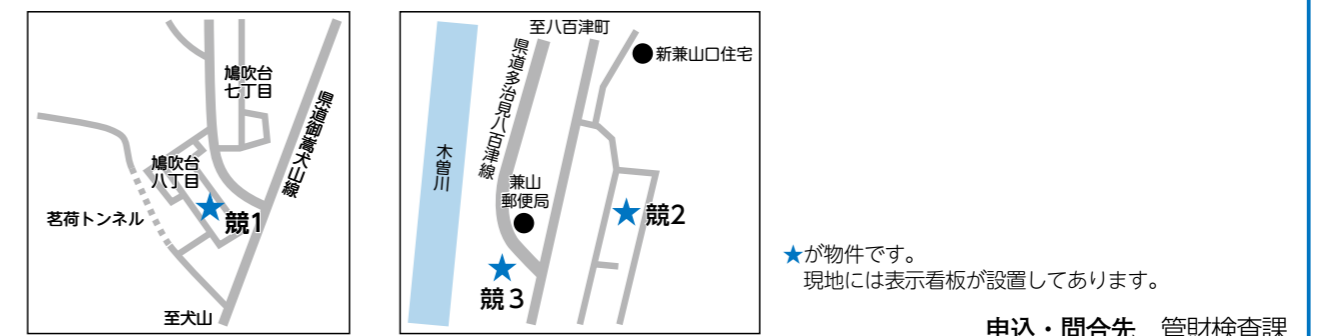 鳩吹台
七丁目
県道御嵩犬山線
鳩吹台
八丁目
茗荷トンネル
競1
至犬山
至八百津町
新兼山口住宅
県道多治見八百津線
木曽川
兼山
郵便局
競2
競3
★が物件です。
現地には表示看板が設置してあります。
申込・問合先　管財検査課